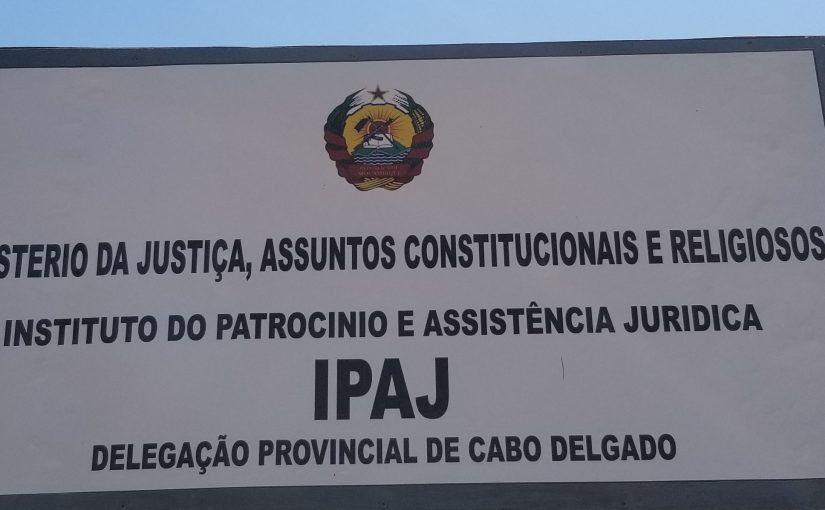 STERIO DA JUSTIÇA, ASSUNTOS CONSTITUCIONAIS E RELIGIOSOS
INSTITUTO DO PATROCINIO E ASSISTÊNCIA JURIDICA
IPAJ
DELEGAÇÃO PROVINCIAL DE CABO DELGADO